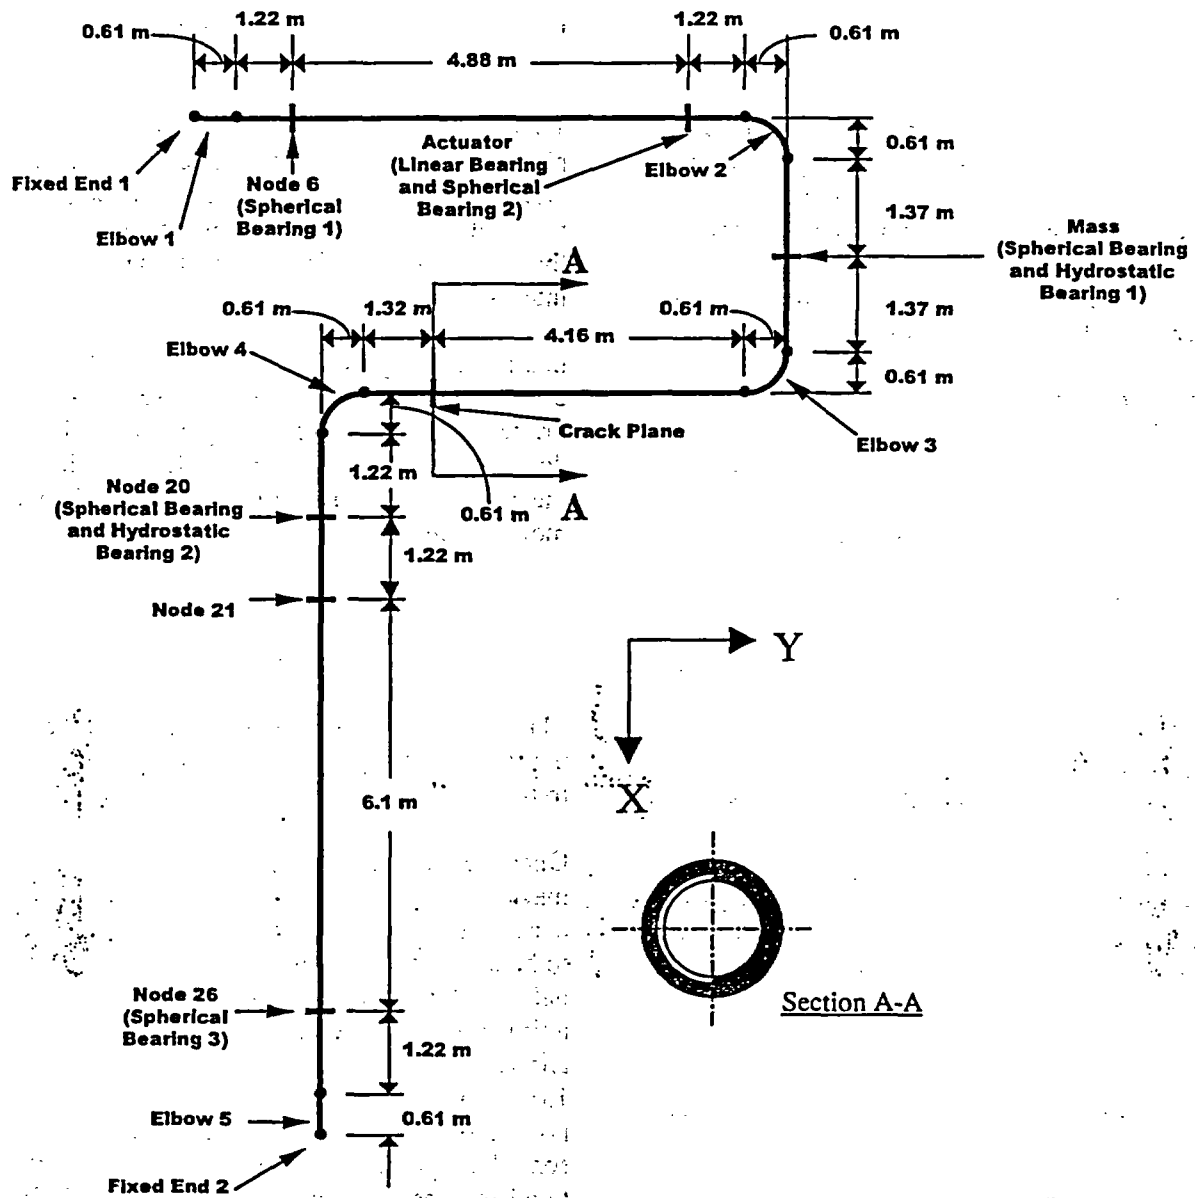 1.22 m
1.22 m
0.61 m
0.61 m
4.88 m
Actuator
(Linear Bearing
and Spherical
Bearing 2)
Elbow 2
0.61 m
Fixed End 1
Node 6
(Spherical
Bearing 1)
Elbow 1
1.37 m
Mass
(Spherical Bearing
and Hydrostatic
Bearing 1)
A
0.61 m
1.32 m
0.61 m
1.37 m
4.16 m
Elbow 4
0.61 m
Crack Plane
Elbow 3
1.22 m
Node 20
(Spherical Bearing
and Hydrostatic
Bearing 2)
0.61 m
A
1.22 m
Node 21
Y
X
6.1 m
Node 26
(Spherical
Bearing 3)
Section A-A
1.22 m
Elbow 5
0.61 m
Fixed End 2